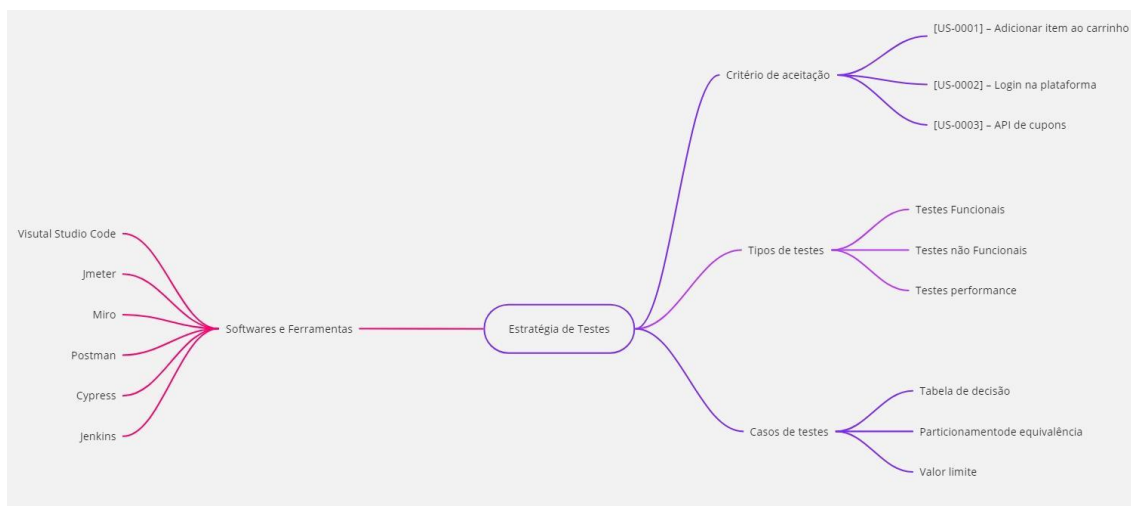 [US-0001] – Adicionar item ao carrinho
Critério de aceitação
[US-0002] – Login na plataforma
[US-0003] – API de cupons
Testes Funcionais
Visutal Studio Code
Tipos de testes
Testes não Funcionais
Jmeter
Testes performance
Miro
Softwares e Ferramentas
Estratégia de Testes
Postman
Tabela de decisão
Cypress
Casos de testes
Particionamentode equivalência
Jenkins
Valor limite